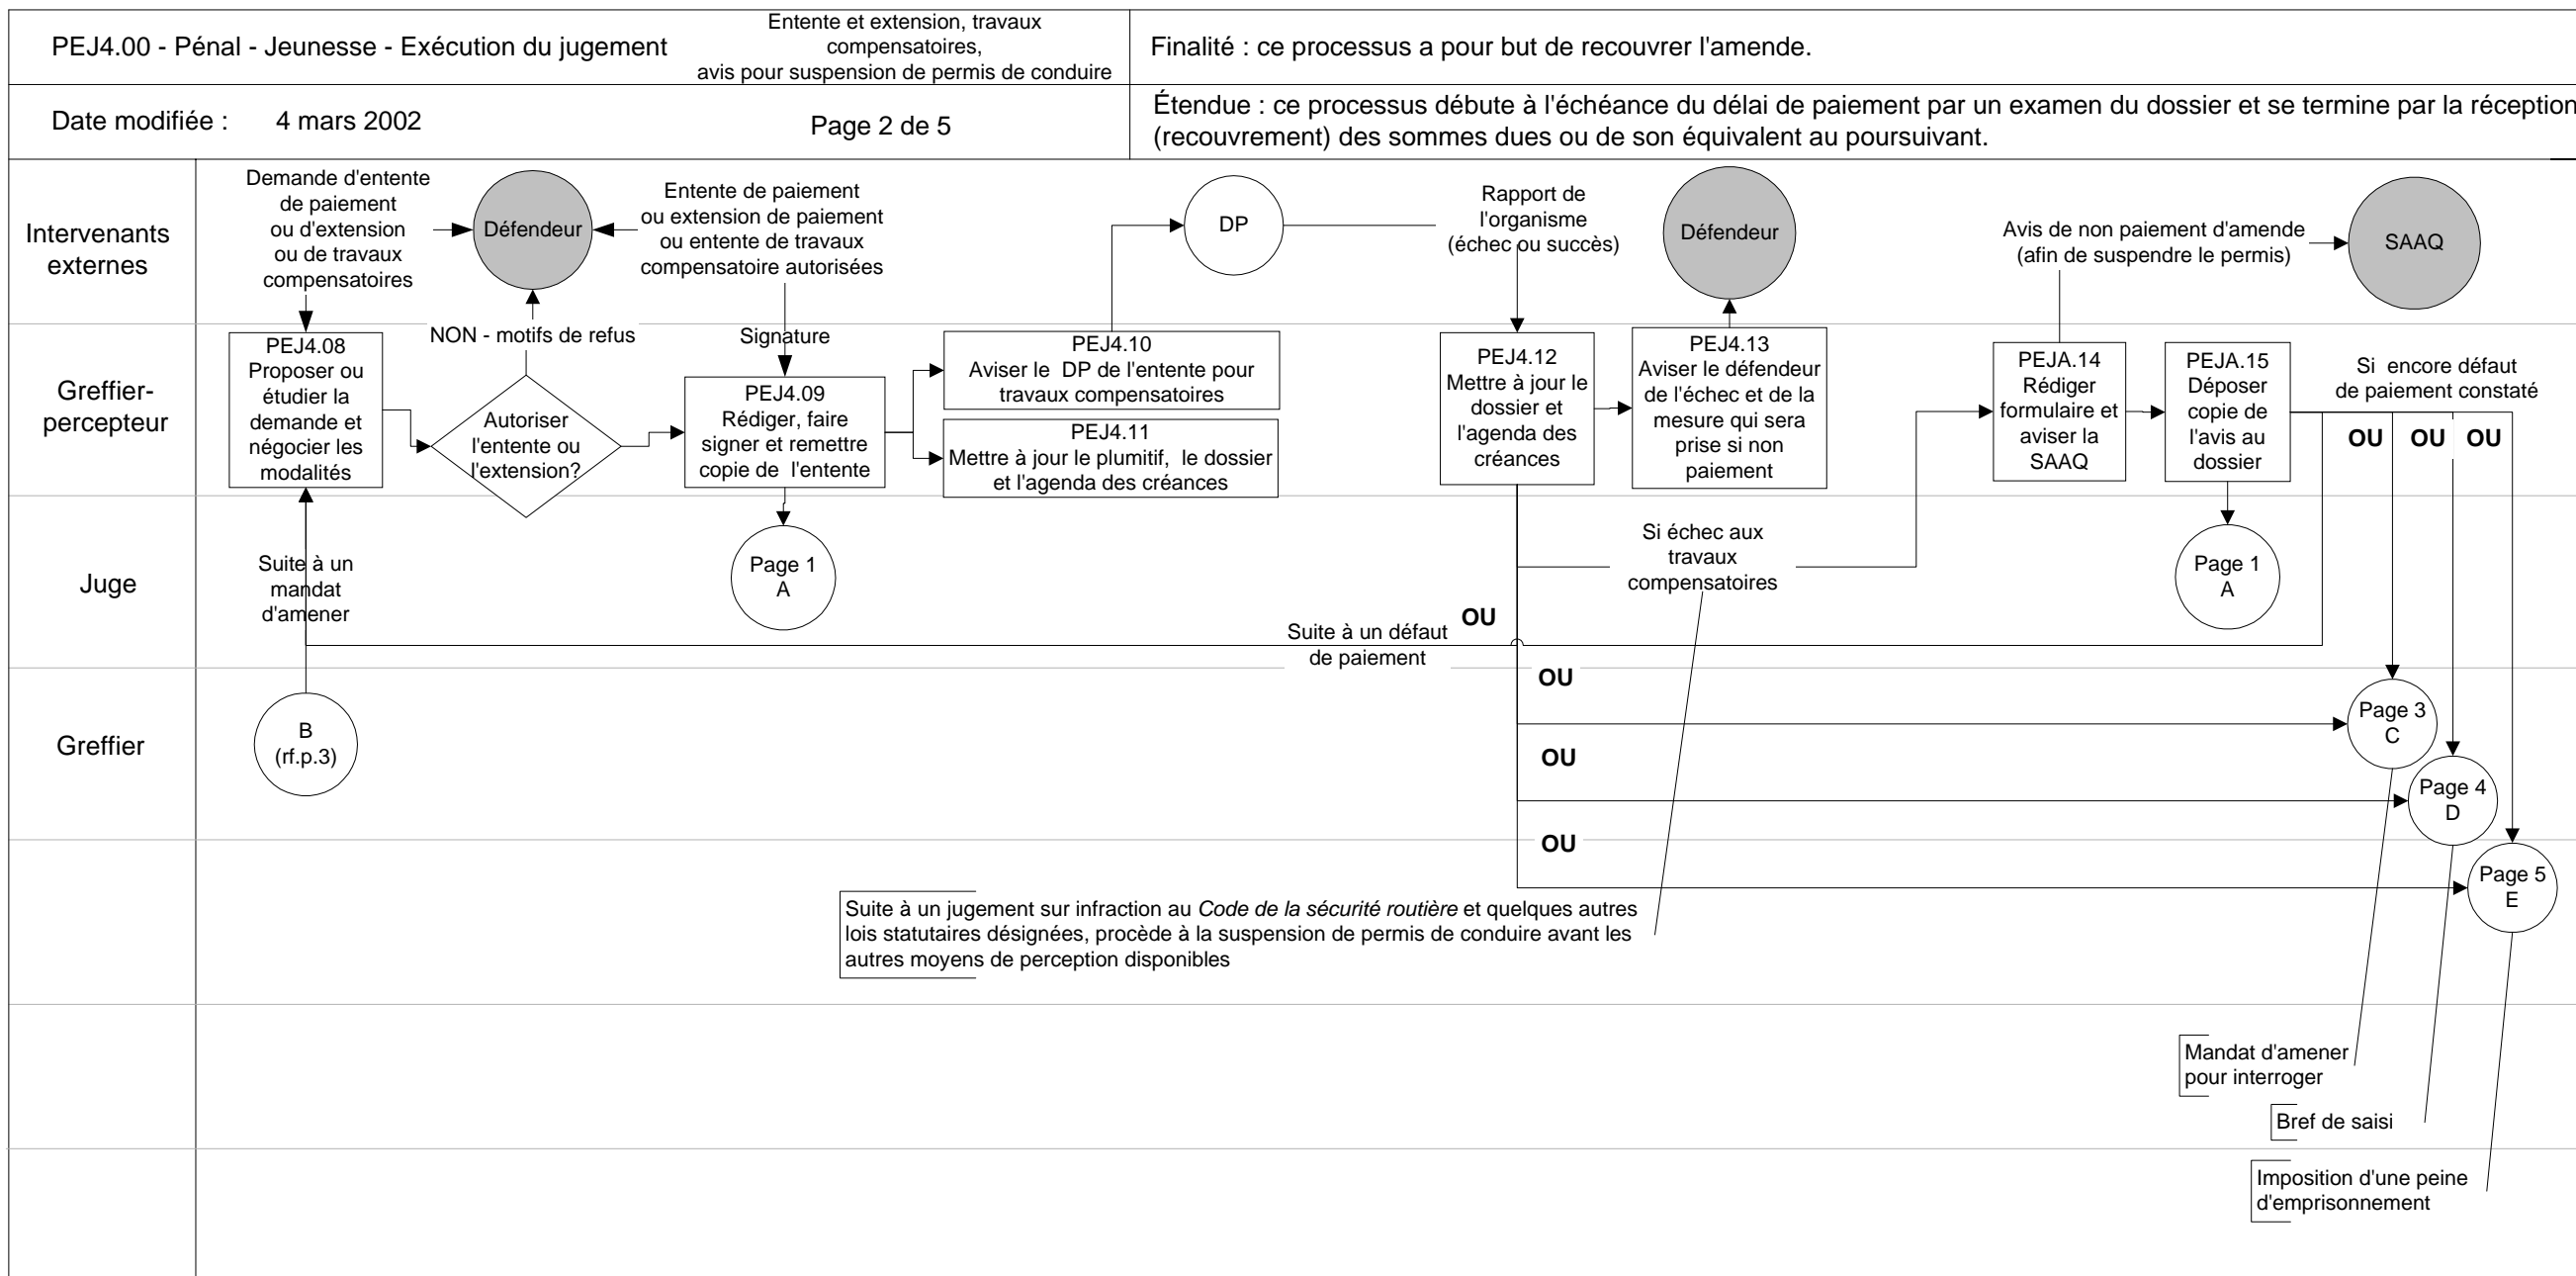 PEJ4.00 - Pénal - Jeunesse - Exécution du jugement
Entente et extension, travaux
compensatoires,
avis pour suspension de permis de conduire
Finalité : ce processus a pour but de recouvrer l'amende.
Date modifiée : 4 mars 2002
Page 2 de 5
Étendue : ce processus débute à l'échéance du délai de paiement par un examen du dossier et se termine par la réception
(recouvrement) des sommes dues ou de son équivalent au poursuivant.
Intervenants
externes
Demande d'entente
de paiement
ou d'extension
ou de travaux
compensatoires
Défendeur
Entente de paiement
ou extension de paiement
ou entente de travaux
compensatoire autorisées
DP
Rapport de
l'organisme
(échec ou succès)
Défendeur
Avis de non paiement d'amende
(afin de suspendre le permis)
SAAQ
Greffier-
percepteur
PEJ4.08
Proposer ou
étudier la
demande et
négocier les
modalités
NON - motifs de refus
Autoriser
l'entente ou
l'extension?
Signature
PEJ4.09
Rédiger, faire
signer et remettre
copie de l'entente
PEJ4.10
Aviser le DP de l'entente pour
travaux compensatoires
PEJ4.11
Mettre à jour le plumitif, le dossier
et l'agenda des créances
PEJ4.12
Mettre à jour le
dossier et
l'agenda des
créances
PEJ4.13
Aviser le défendeur
de l'échec et de la
mesure qui sera
prise si non
paiement
PEJA.14
Rédiger
formulaire et
aviser la
SAAQ
PEJA.15
Déposer
copie de
l'avis au
dossier
Si encore défaut
de paiement constaté
OU OU OU
Juge
Suite à un
mandat
d'amener
Page 1
A
Si échec aux
travaux
compensatoires
Page 1
A
OU
Suite à un défaut
de paiement
Greffier
B
(rf.p.3)
OU
Page 3
C
OU
Page 4
D
OU
Page 5
E
Suite à un jugement sur infraction au Code de la sécurité routière et quelques autres
lois statutaires désignées, procède à la suspension de permis de conduire avant les
autres moyens de perception disponibles
Mandat d'amener
pour interroger
Bref de saisi
Imposition d'une peine
d'emprisonnement